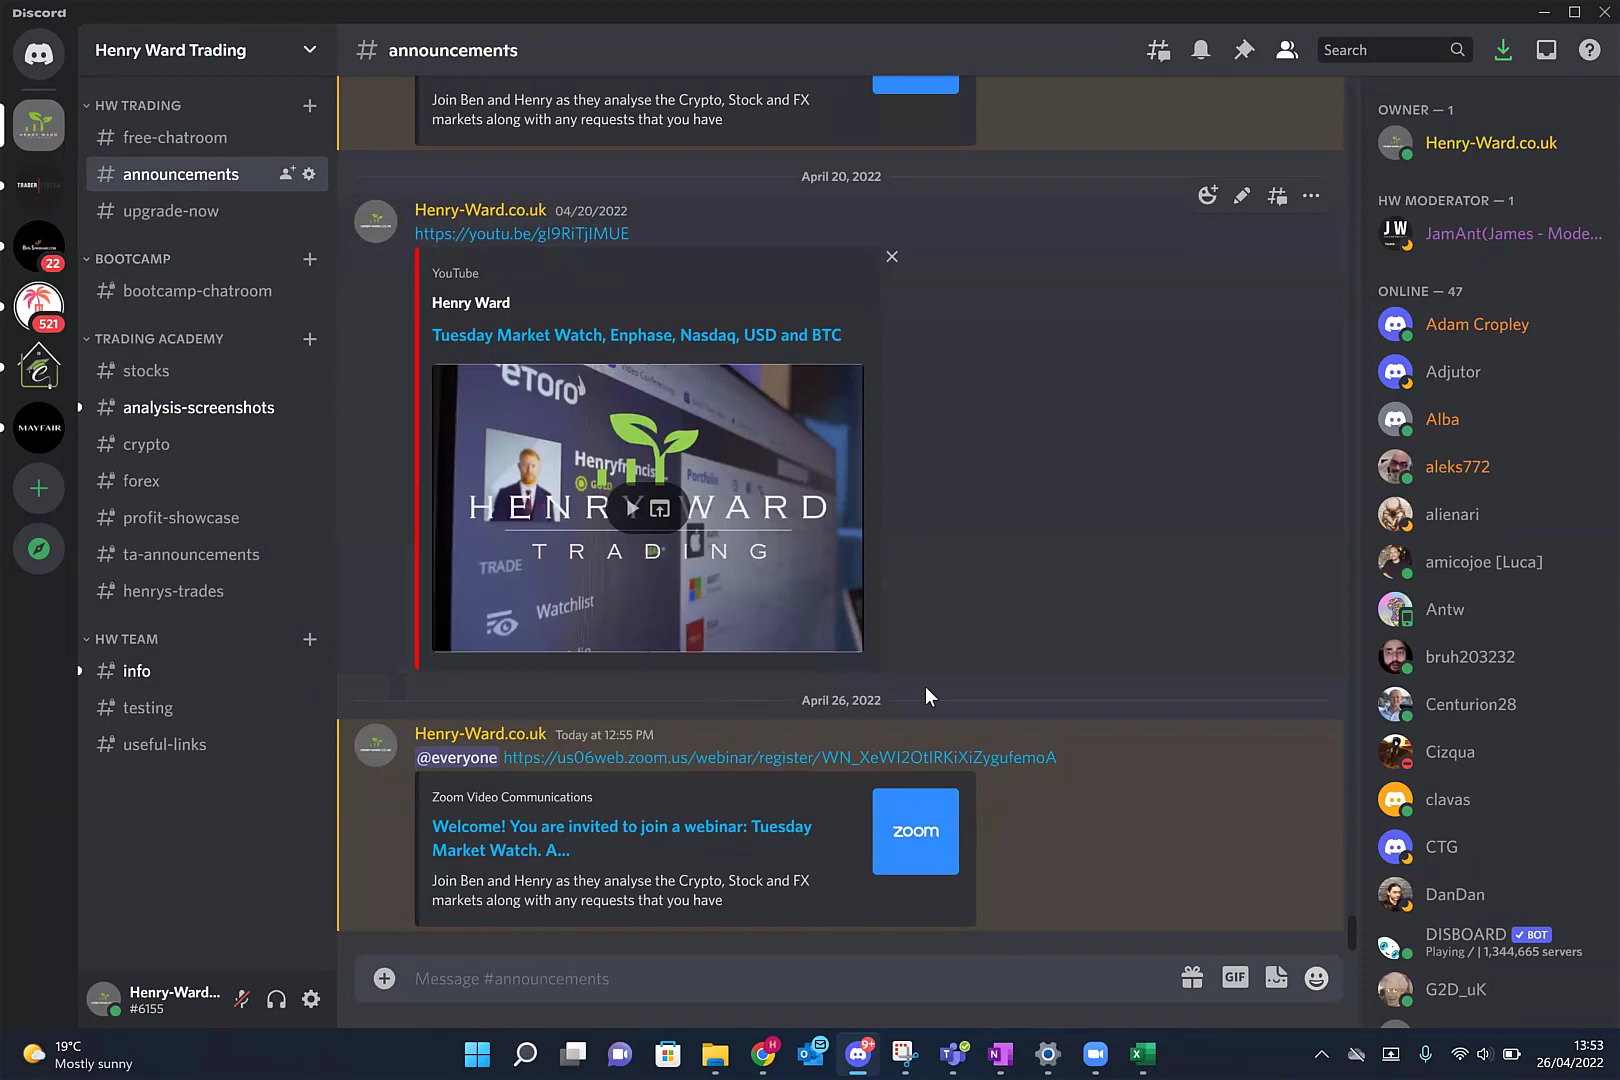 Discord
Henry Ward Trading
announcements
Search
HW TRADING
free-chatroom
announcements
upgrade-now
BOOTCAMP
bootcamp-chatroom
TRADING ACADEMY
stocks
analysis-screenshots
crypto
forex
profit-showcase
ta-announcements
henrys-trades
HW TEAM
info
testing
useful-links
22
521
MAYFAIR
Henry-Ward...
#6155
Join Ben and Henry as they analyse the Crypto, Stock and FX
markets along with any requests that you have
April 20, 2022
Henry-Ward.co.uk 04/20/2022
https://youtu.be/gI9RiTjIMUE
YouTube
Henry Ward
Tuesday Market Watch, Enphase, Nasdaq, USD and BTC
eToro
Henryfrancis
GOLD
Portfolio
HENRY WARD
TRADING
TRADE
Watchlist
April 26, 2022
Henry-Ward.co.uk Today at 12:55 PM
@everyone https://us06web.zoom.us/webinar/register/WN_XeWI2OtIRKiXiZygufemoA
Zoom Video Communications
Welcome! You are invited to join a webinar: Tuesday
Market Watch. A...
zoom
Join Ben and Henry as they analyse the Crypto, Stock and FX
markets along with any requests that you have
Message #announcements
GIF
OWNER — 1
Henry-Ward.co.uk
HW MODERATOR — 1
JW
JamAnt(James - Mode...
ONLINE — 47
Adam Cropley
Adjutor
Alba
aleks772
alienari
amicojoe [Luca]
Antw
bruh203232
Centurion28
Cizqua
clavas
CTG
DanDan
DISBOARD BOT
Playing / | 1,344,665 servers
G2D_uK
19°C
Mostly sunny
H
9+
13:53
26/04/2022